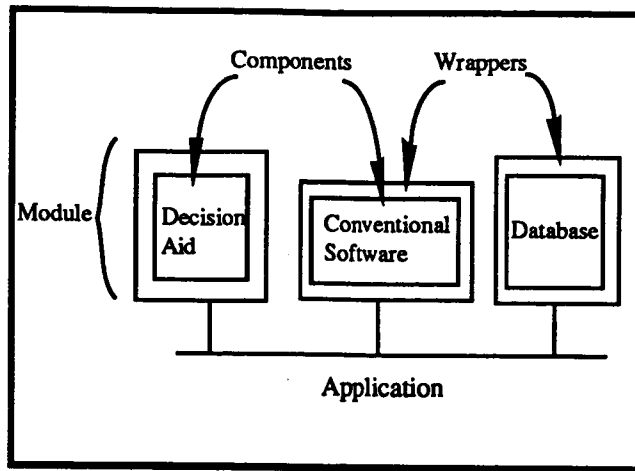 Components
Wrappers
Module
Decision
Aid
Conventional
Software
Database
Application